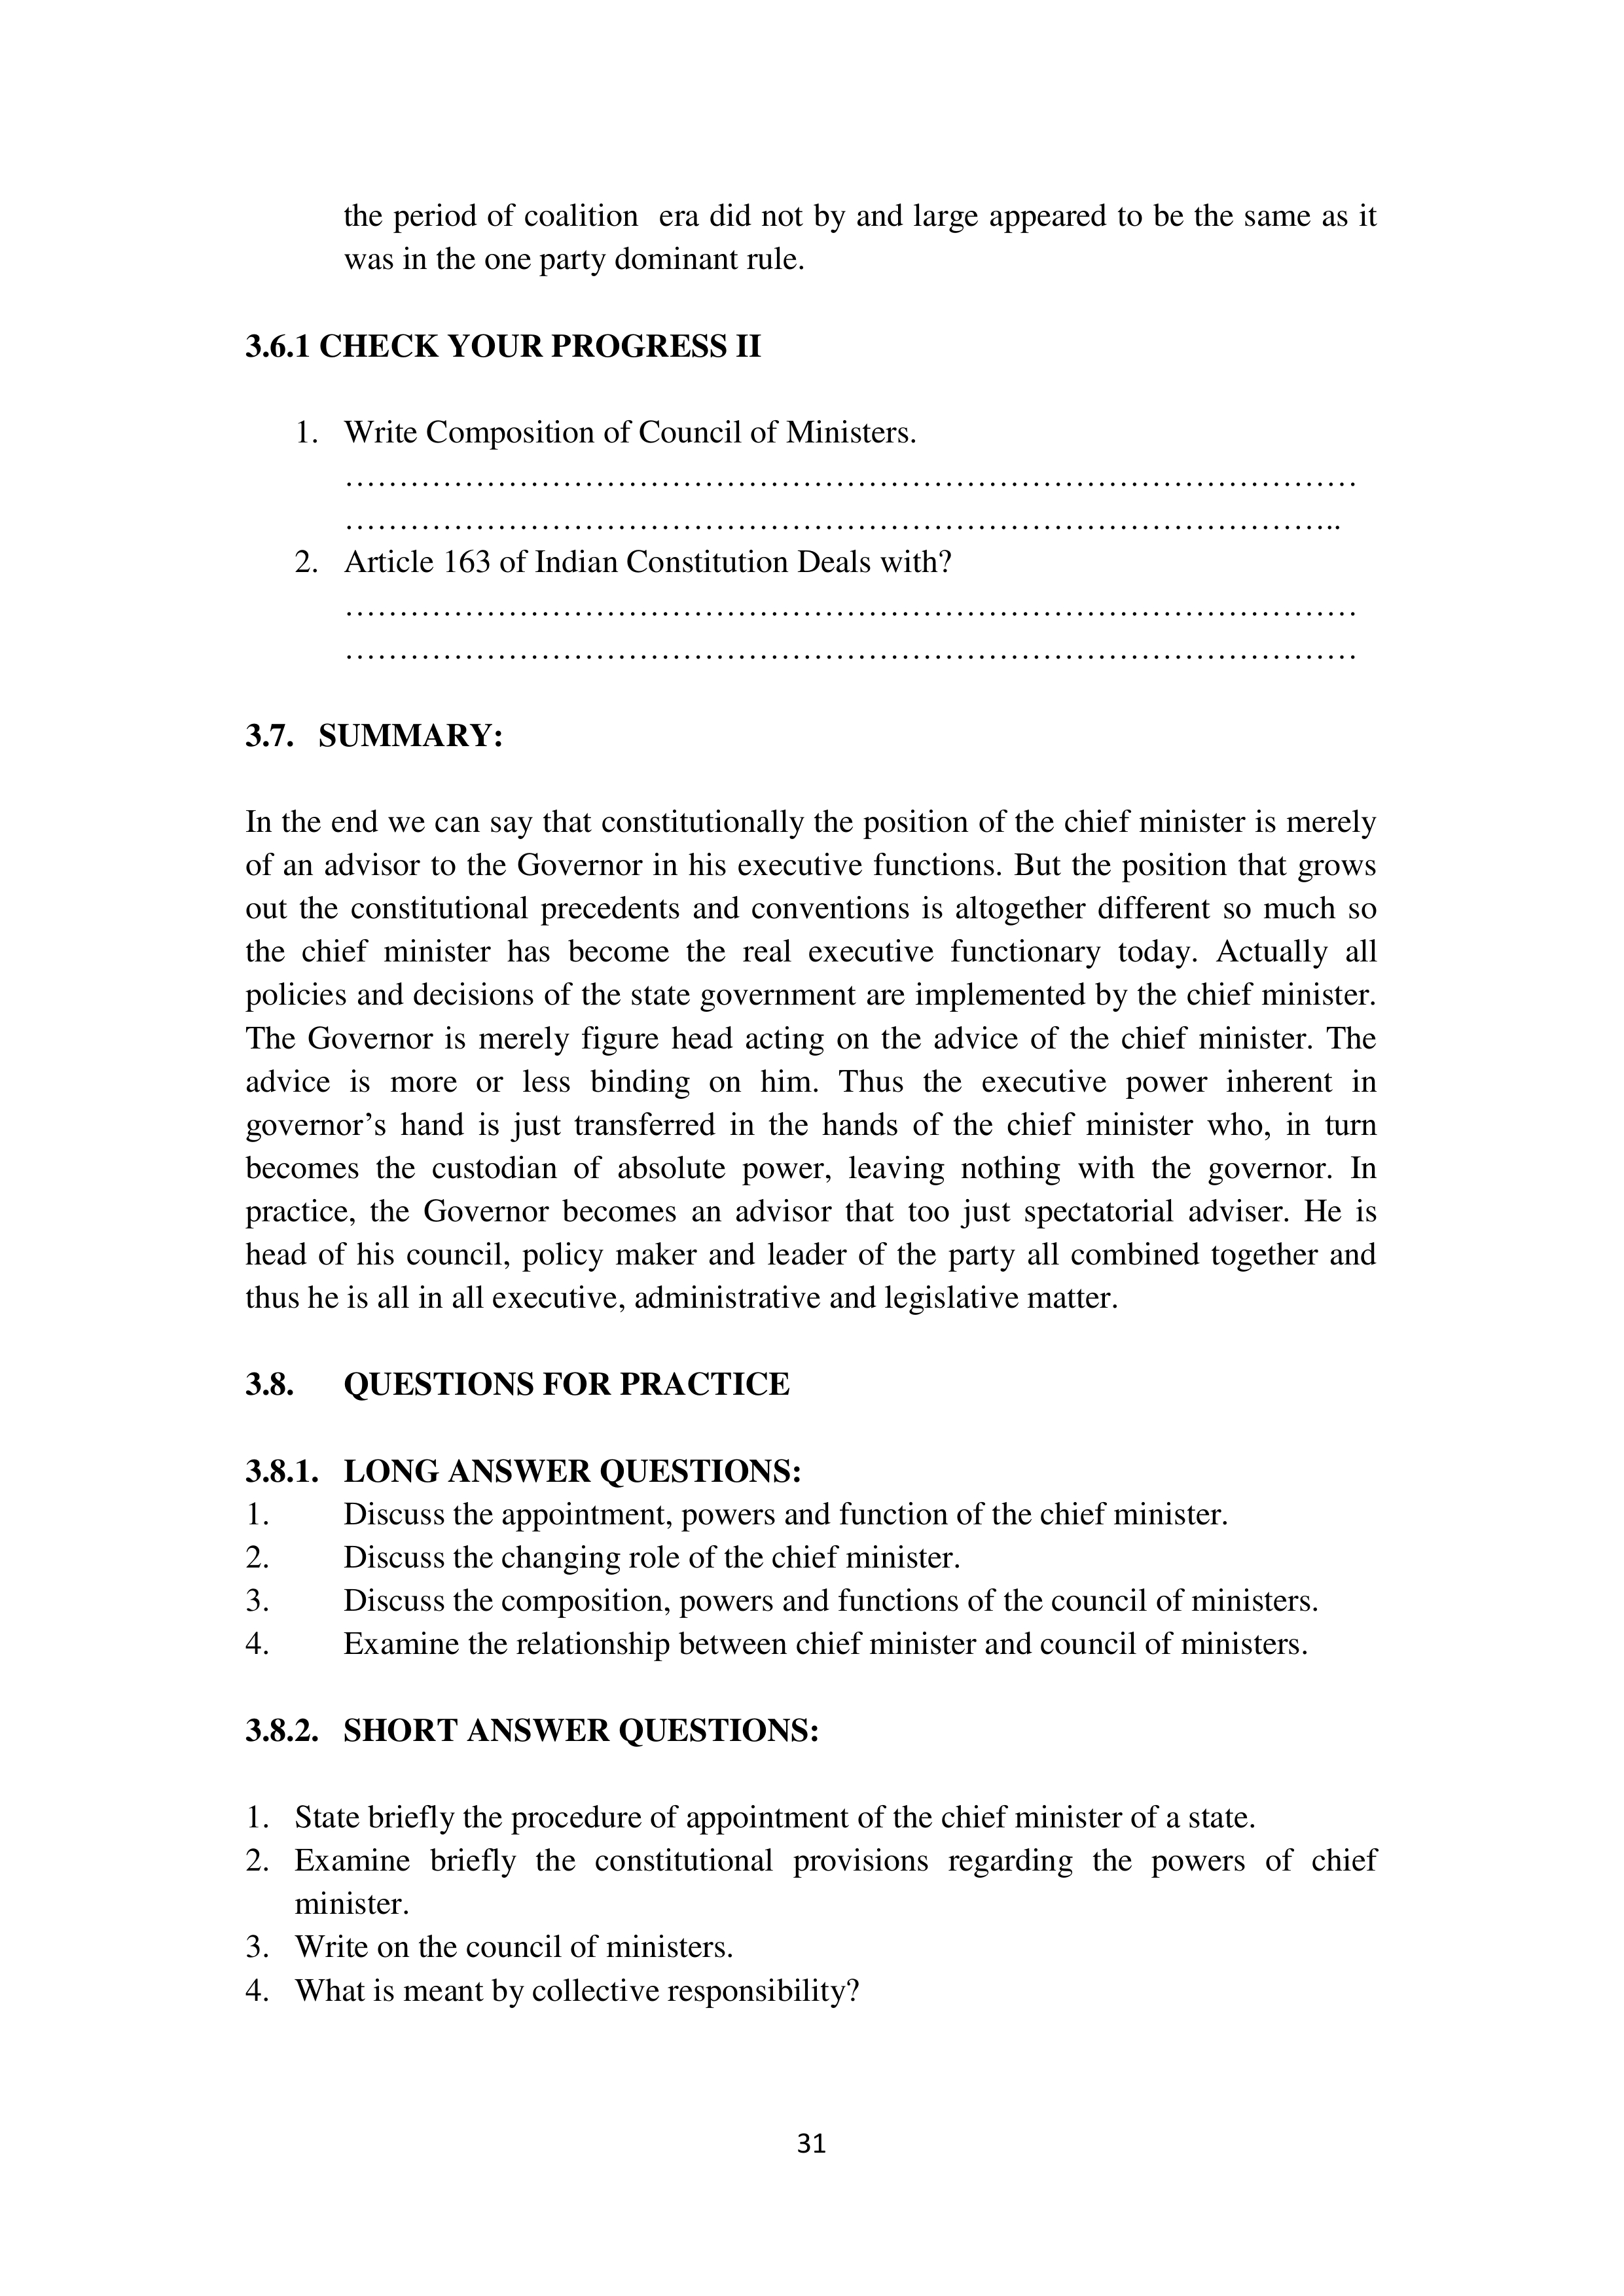 the period of coalition  era did not by and large appeared to be the same as it
was in the one party dominant rule.
3.6.1 CHECK YOUR PROGRESS II
1. Write Composition of Council of Ministers.
……………………………………………………………………………………
…………………………………………………………………………………..
2. Article 163 of Indian Constitution Deals with?
……………………………………………………………………………………
……………………………………………………………………………………
3.7. SUMMARY:
In the end we can say that constitutionally the position of the chief minister is merely
of an advisor to the Governor in his executive functions. But the position that grows
out the constitutional precedents and conventions is altogether different so much so
the chief minister has become the real executive functionary today. Actually all
policies and decisions of the state government are implemented by the chief minister.
The Governor is merely figure head acting on the advice of the chief minister. The
advice is more or less binding on him. Thus the executive power inherent in
governor’s hand is just transferred in the hands of the chief minister who, in turn
becomes the custodian of absolute power, leaving nothing with the governor. In
practice, the Governor becomes an advisor that too just spectatorial adviser. He is
head of his council, policy maker and leader of the party all combined together and
thus he is all in all executive, administrative and legislative matter.
3.8. QUESTIONS FOR PRACTICE
3.8.1. LONG ANSWER QUESTIONS:
1. Discuss the appointment, powers and function of the chief minister.
2. Discuss the changing role of the chief minister.
3. Discuss the composition, powers and functions of the council of ministers.
4. Examine the relationship between chief minister and council of ministers.
3.8.2. SHORT ANSWER QUESTIONS:
1. State briefly the procedure of appointment of the chief minister of a state.
2. Examine briefly the constitutional provisions regarding the powers of chief
minister.
3. Write on the council of ministers.
4. What is meant by collective responsibility?
31